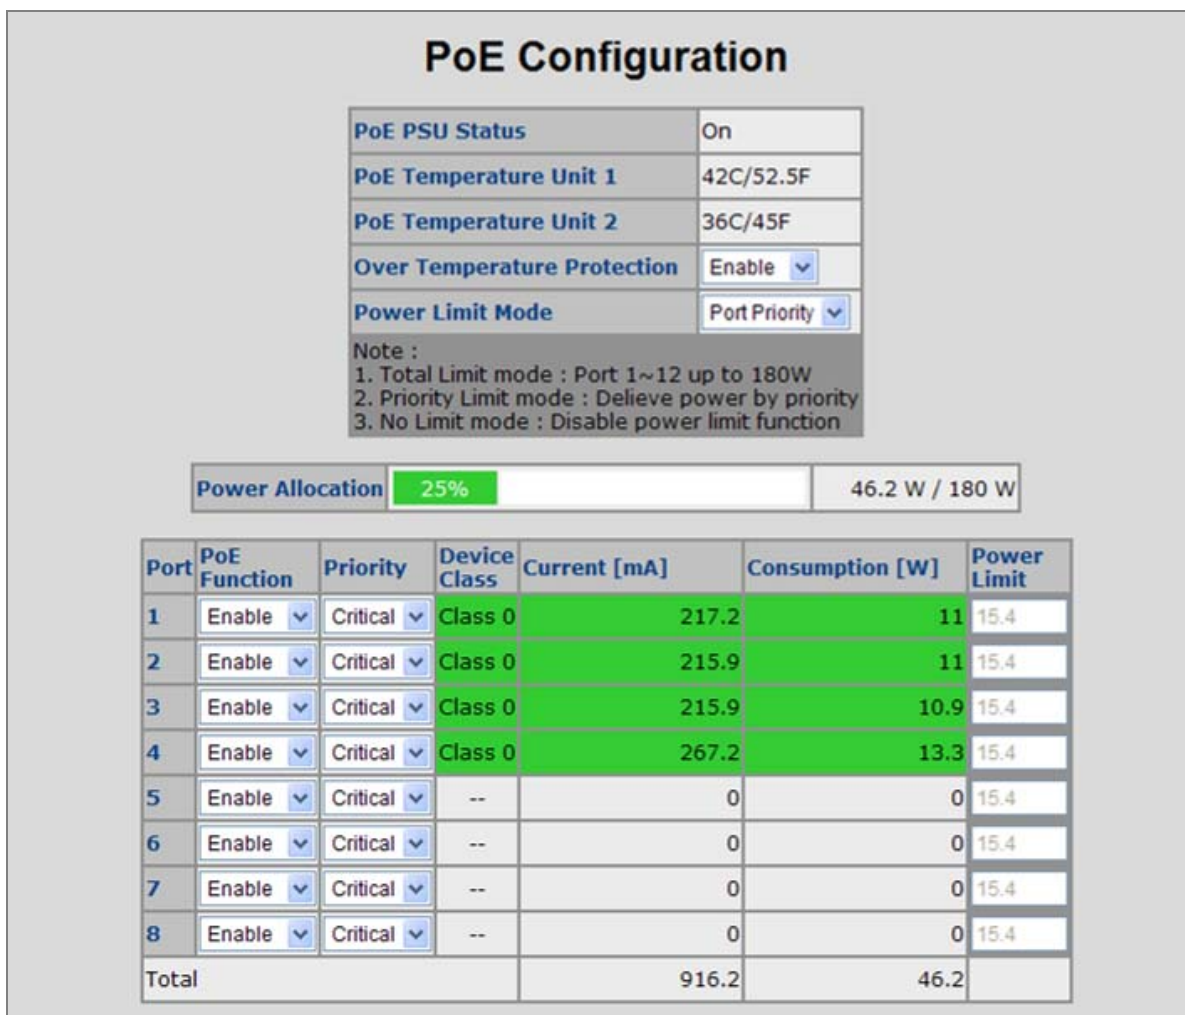 PoE Configuration
PoE PSU Status On
PoE Temperature Unit 1 42C/52.5F
PoE Temperature Unit 2 36C/45F
Over Temperature Protection Enable
Power Limit Mode Port Priority
Note :
1. Total Limit mode : Port 1~12 up to 180W
2. Priority Limit mode : Delieve power by priority
3. No Limit mode : Disable power limit function
Power Allocation 25% 46.2 W / 180 W
Port PoE Function Priority Device Class Current [mA] Consumption [W] Power Limit
1 Enable Critical Class 0 217.2 11 15.4
2 Enable Critical Class 0 215.9 11 15.4
3 Enable Critical Class 0 215.9 10.9 15.4
4 Enable Critical Class 0 267.2 13.3 15.4
5 Enable Critical -- 0 0 15.4
6 Enable Critical -- 0 0 15.4
7 Enable Critical -- 0 0 15.4
8 Enable Critical -- 0 0 15.4
Total 916.2 46.2